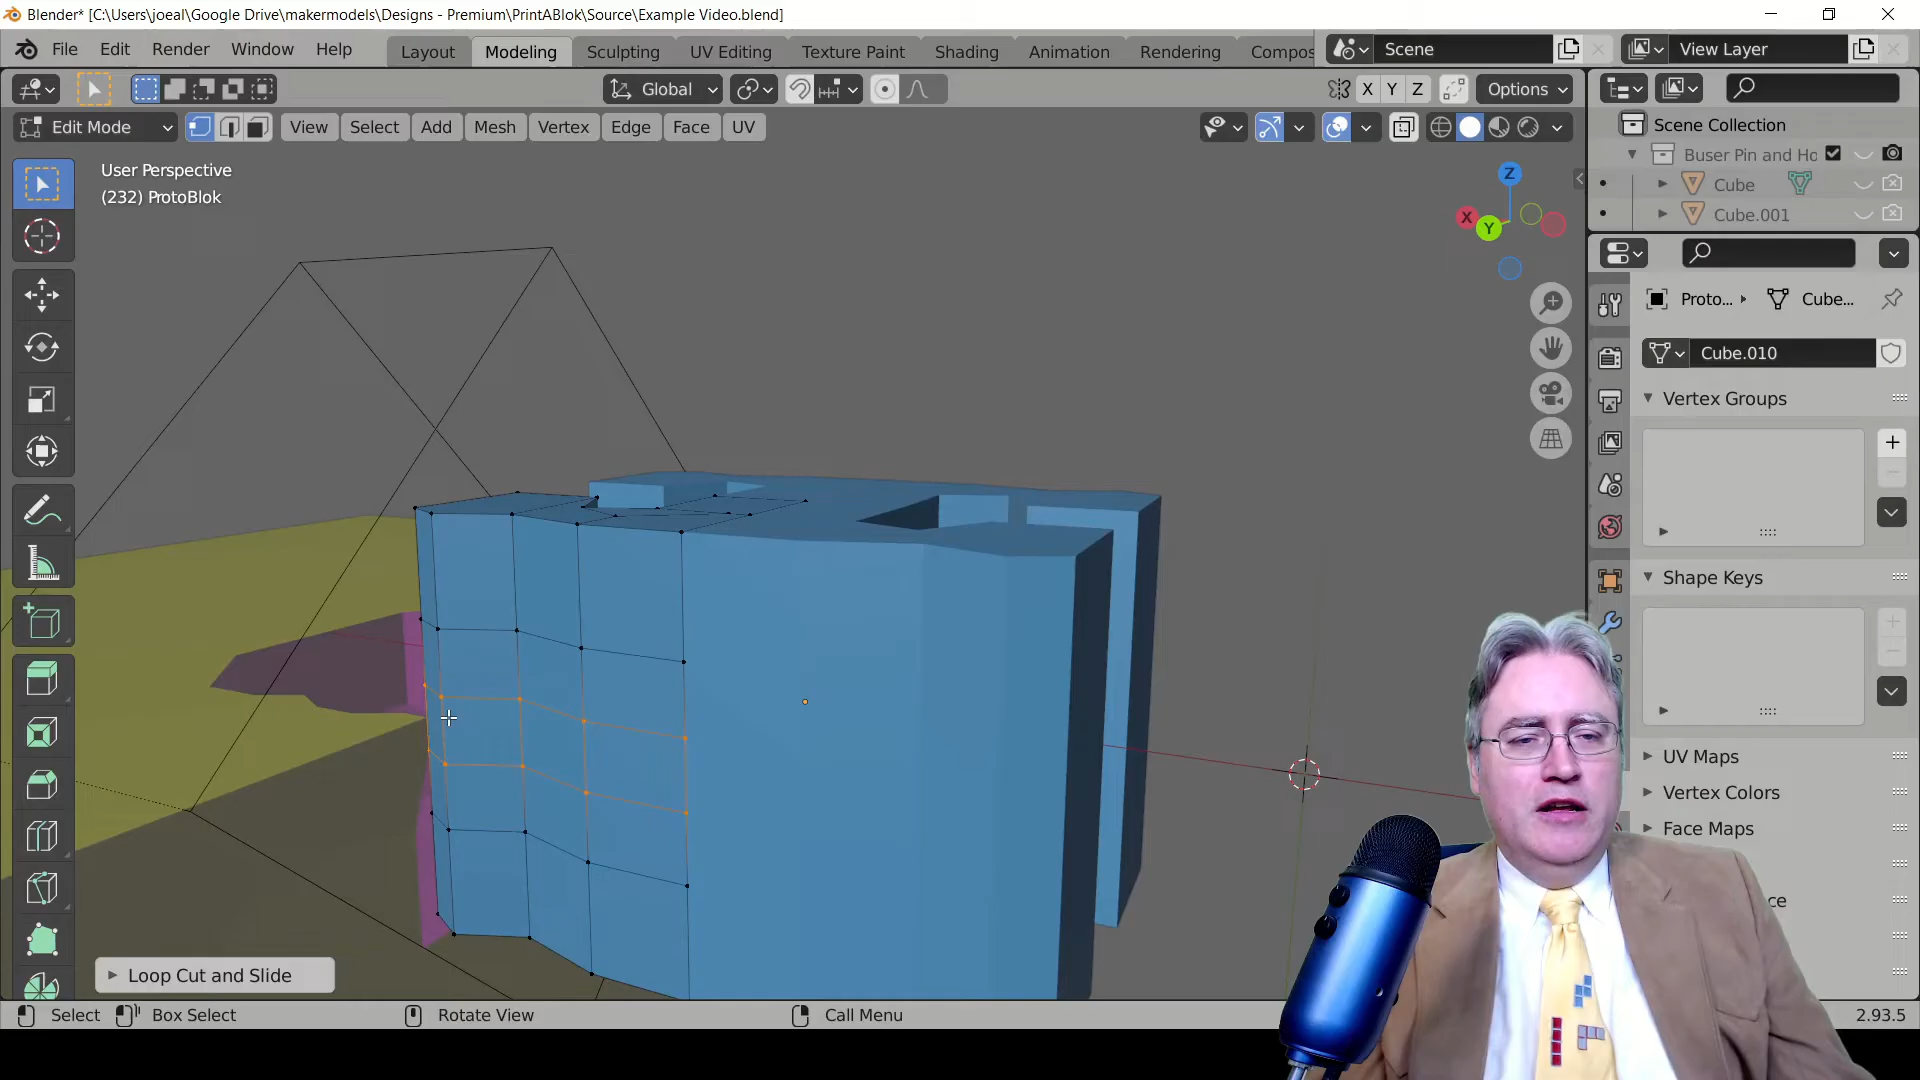 Blender* [C:\Users\joeal\Google Drive\makermodels\Designs - Premium\PrintABlok\Source\Example Video.blend]
File Edit Render Window Help Layout Modeling Sculpting UV Editing Texture Paint Shading Animation Rendering Compos Scene View Layer
Global X Y Z Options
Edit Mode View Select Add Mesh Vertex Edge Face UV
Scene Collection
Buser Pin and Ho
Cube
Cube.001
User Perspective
(232) ProtoBlok
Z
X
Y
Proto... Cube...
Cube.010
Vertex Groups
Shape Keys
UV Maps
Vertex Colors
Face Maps
ce
Loop Cut and Slide
Select Box Select Rotate View Call Menu 2.93.5